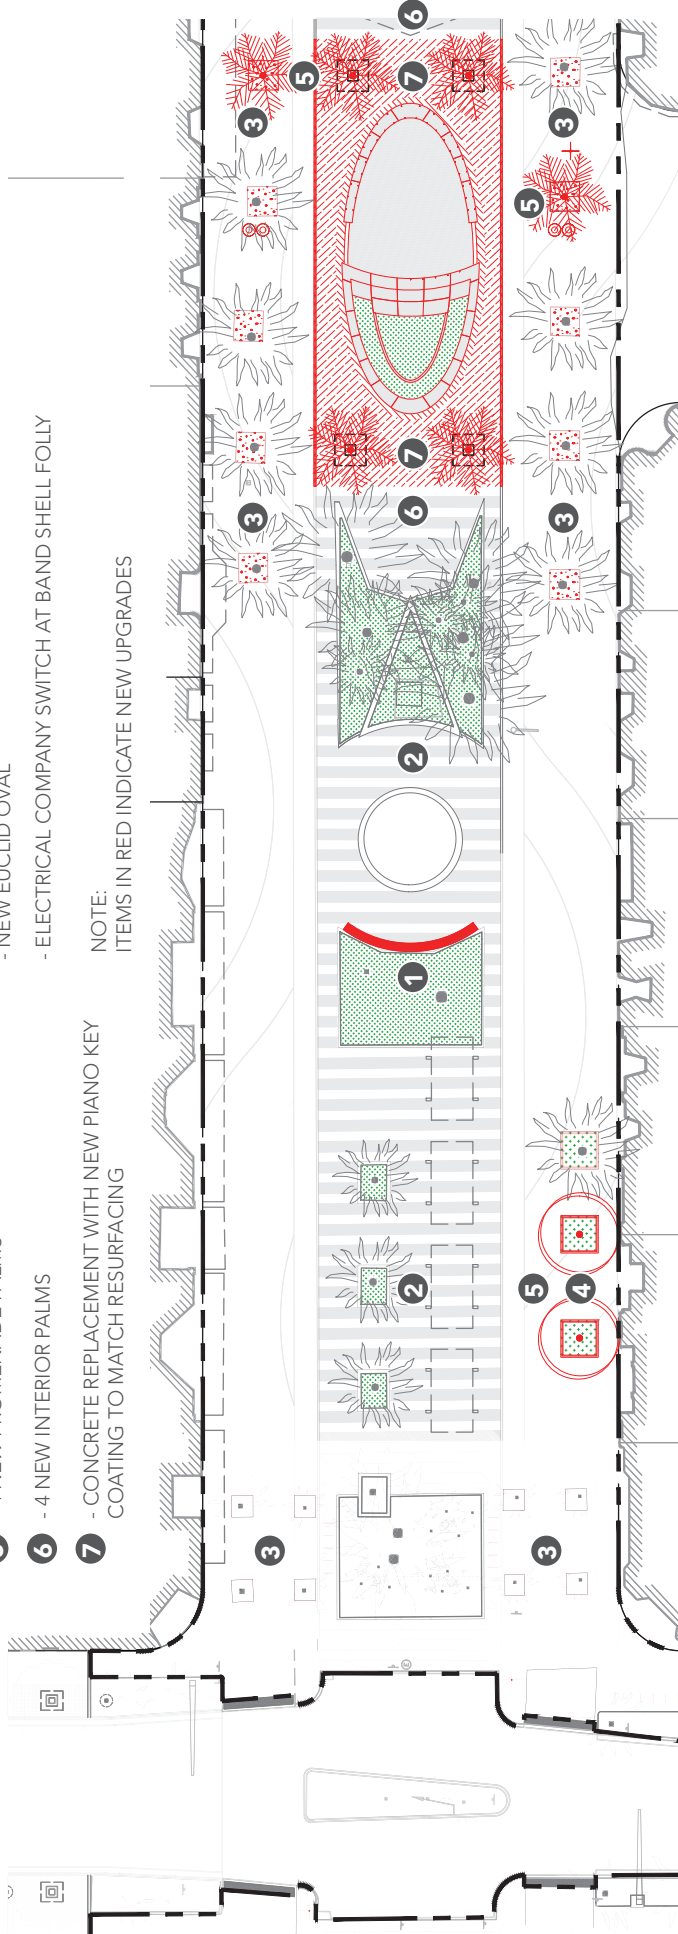 - NEW EUCLID OVAL
- ELECTRICAL COMPANY SWITCH AT BAND SHELL FOLLY
NOTE:
ITEMS IN RED INDICATE NEW UPGRADES
6 - 4 NEW INTERIOR PALMS
7 - CONCRETE REPLACEMENT WITH NEW PIANO KEY
COATING TO MATCH RESURFACING
6
5
7
3
3
5
7
3
6
3
2
1
2
5
4
3
3